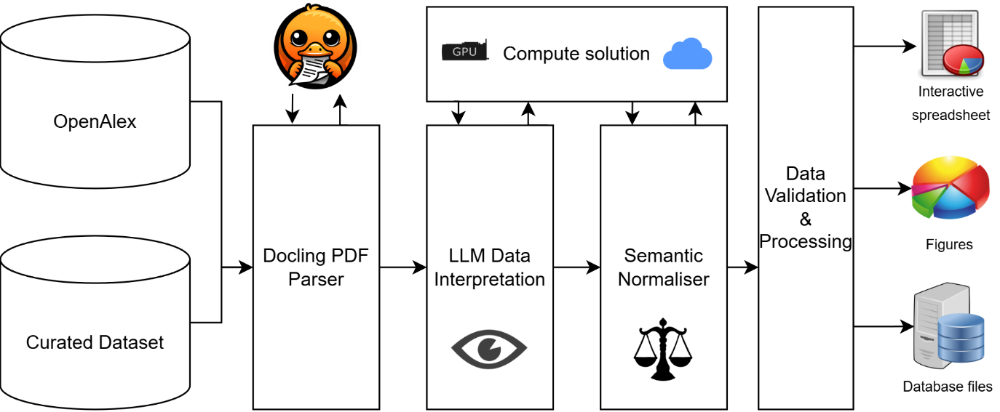 OpenAlex
Curated Dataset
Docling PDF
Parser
GPU
Compute solution
LLM Data
Interpretation
Semantic
Normaliser
Data
Validation
&
Processing
Interactive
spreadsheet
Figures
Database files